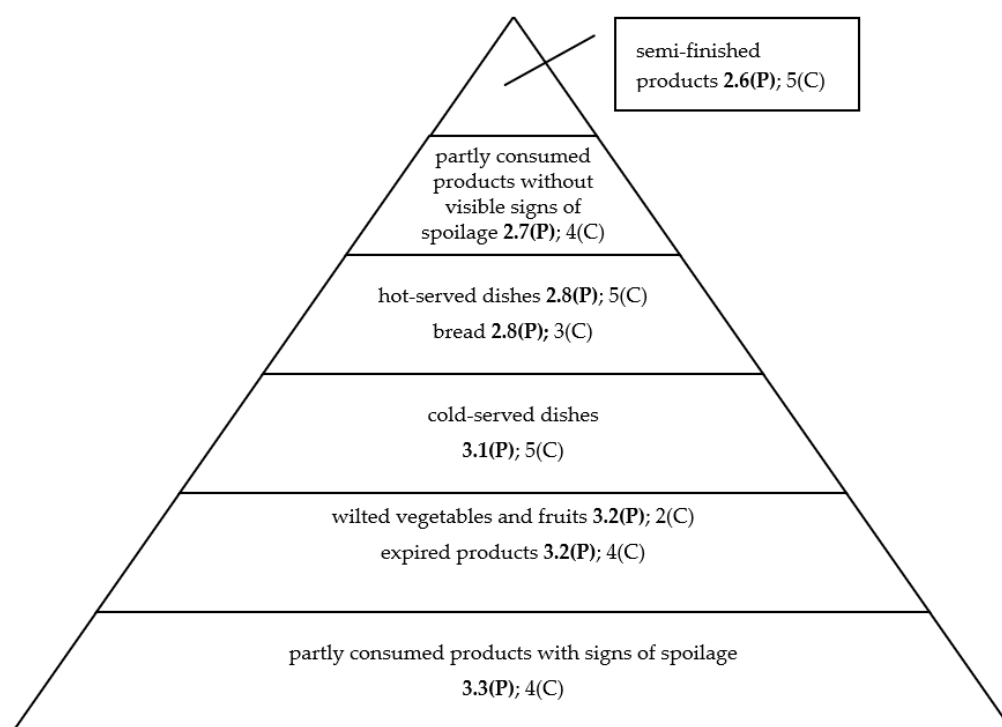 semi-finished
products 2.6(P); 5(C)
partly consumed
products without
visible signs of
spoilage 2.7(P); 4(C)
hot-served dishes 2.8(P); 5(C)
bread 2.8(P); 3(C)
cold-served dishes
3.1(P); 5(C)
wilted vegetables and fruits 3.2(P); 2(C)
expired products 3.2(P); 4(C)
partly consumed products with signs of spoilage
3.3(P); 4(C)